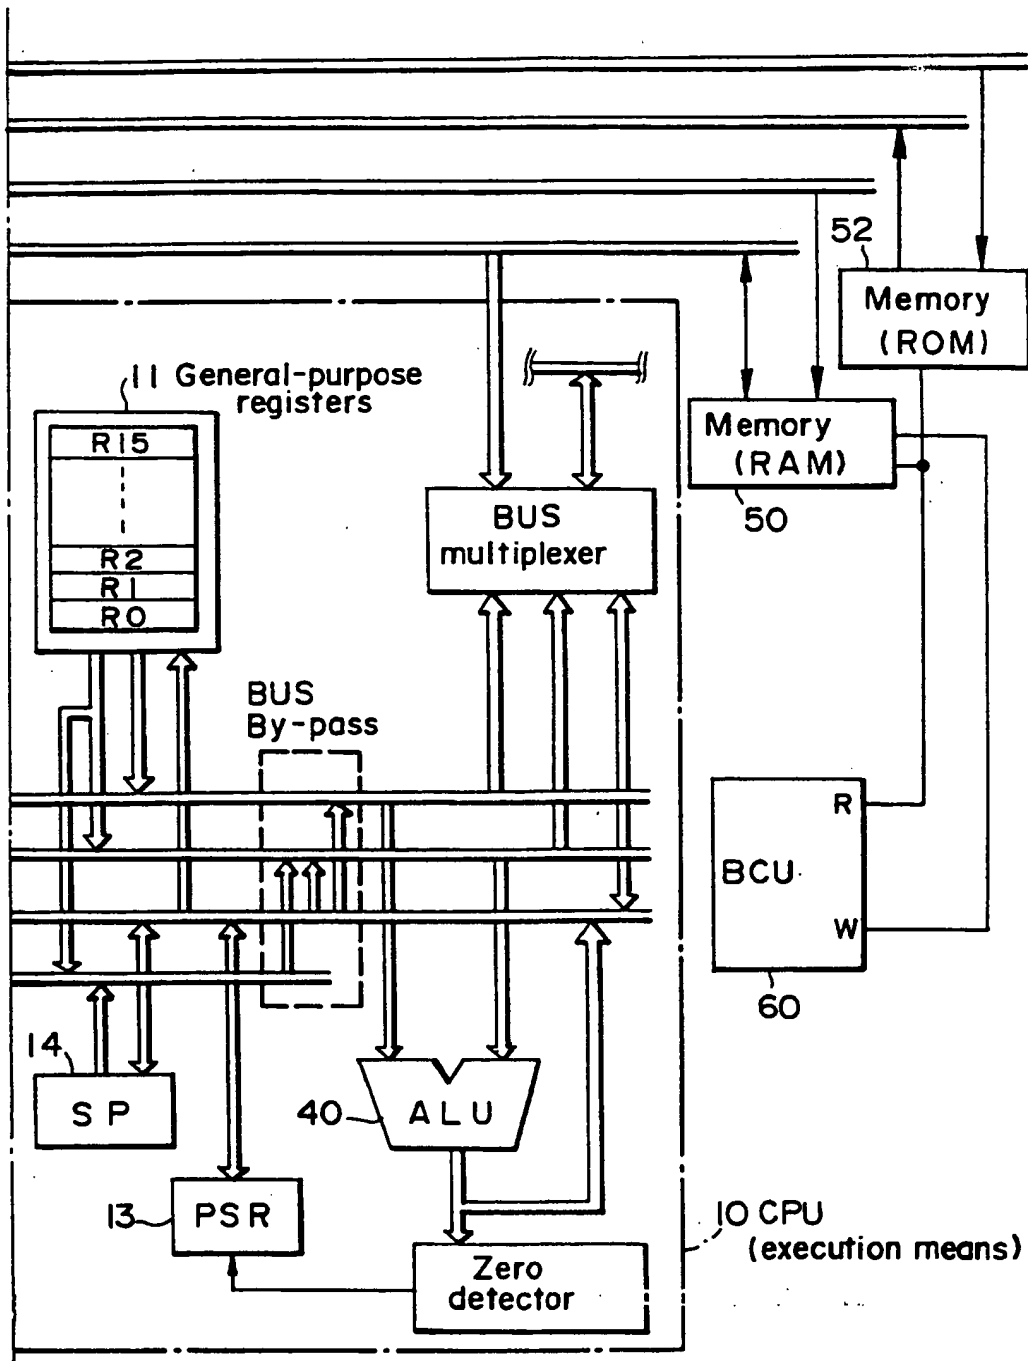 52
Memory
(ROM)
11 General-purpose
registers
R15
R2
R1
R0
Memory
(RAM)
50
BUS
multiplexer
BUS
By-pass
R
BCU
W
60
14
SP
40
ALU
13
PSR
10 CPU
(execution means)
Zero
detector